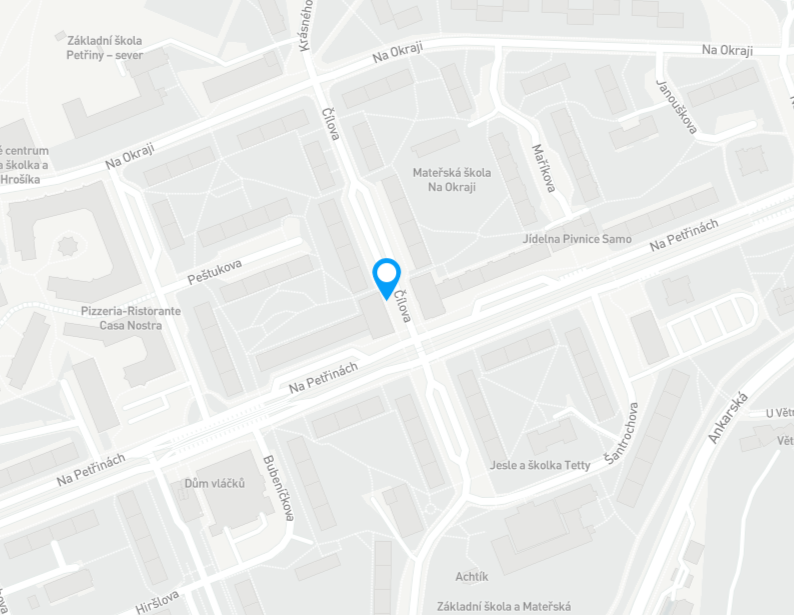 Krásného
Základní škola
Petřiny – sever
Na Okraji
Na Okraji
Janouškova
Čílova
Na Okraji
centrum
a školka a
Hrošíka
Mateřská škola
Na Okraji
Maříkova
Jídelna Pivnice Samo
Na Petřinách
Peštukova
Čílova
Pizzeria-Ristorante
Casa Nostra
Na Petřinách
Ankarská
Šantrochova
Na Petřinách
Jesle a školka Tetty
Dům vláčků
Bubeníčkova
Achtík
Hiršlova
Základní škola a Mateřská